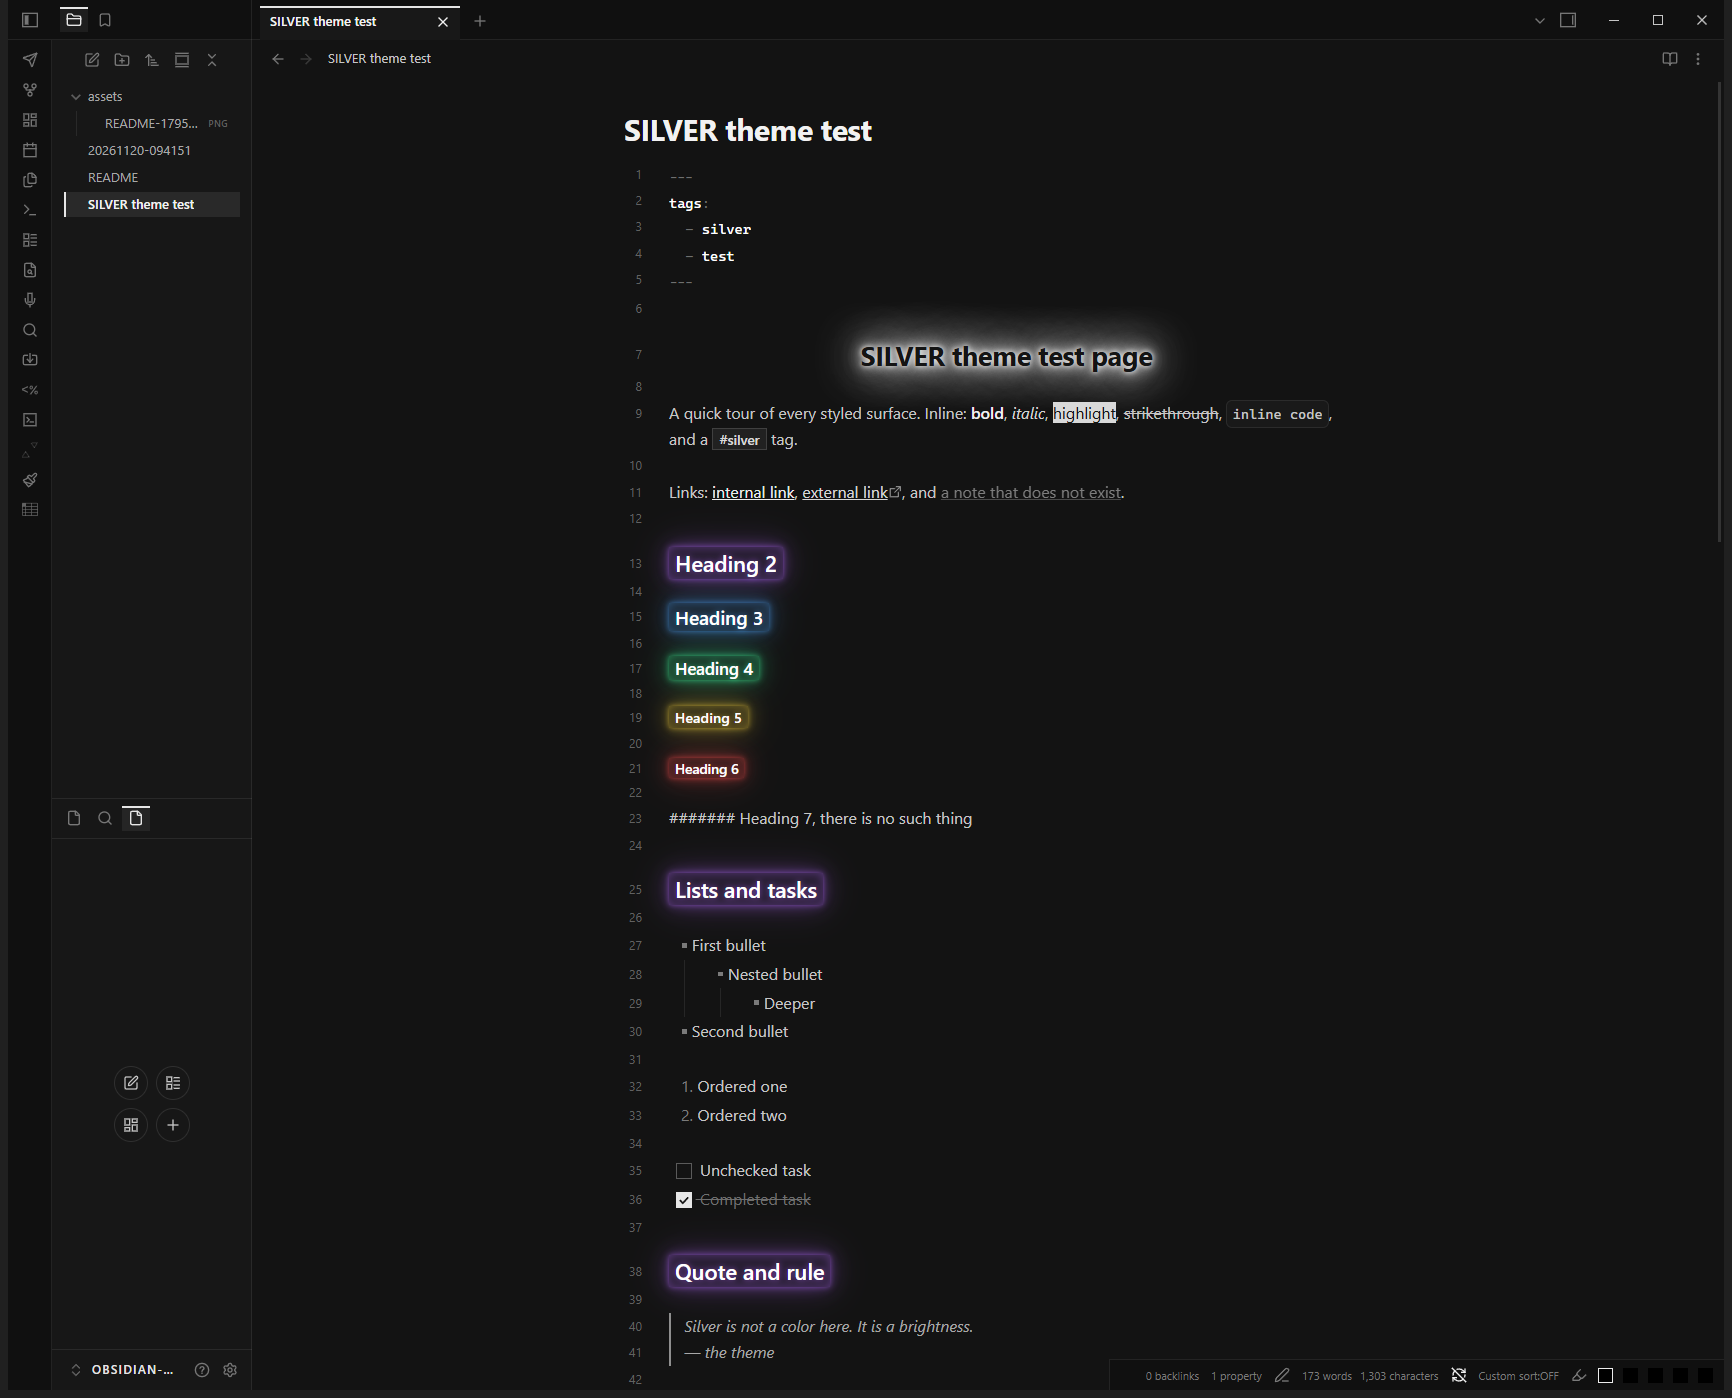 SILVER theme test
SILVER theme test
assets
README-1795... PNG
20261120-094151
README
SILVER theme test
SILVER theme test
1 ---
2 tags:
3 - silver
4 - test
5 ---
6
7 SILVER theme test page
8
9 A quick tour of every styled surface. Inline: bold, italic, highlight, strikethrough, inline code,
and a #silver tag.
10
11 Links: internal link, external link, and a note that does not exist.
12
13 Heading 2
14
15 Heading 3
16
17 Heading 4
18
19 Heading 5
20
21 Heading 6
22
23 ####### Heading 7, there is no such thing
24
25 Lists and tasks
26
27 First bullet
28 Nested bullet
29 Deeper
30 Second bullet
31
32 1. Ordered one
33 2. Ordered two
34
35 Unchecked task
36 Completed task
37
38 Quote and rule
39
40 Silver is not a color here. It is a brightness.
41 — the theme
42
OBSIDIAN-...
0 backlinks 1 property 173 words 1,303 characters Custom sort:OFF